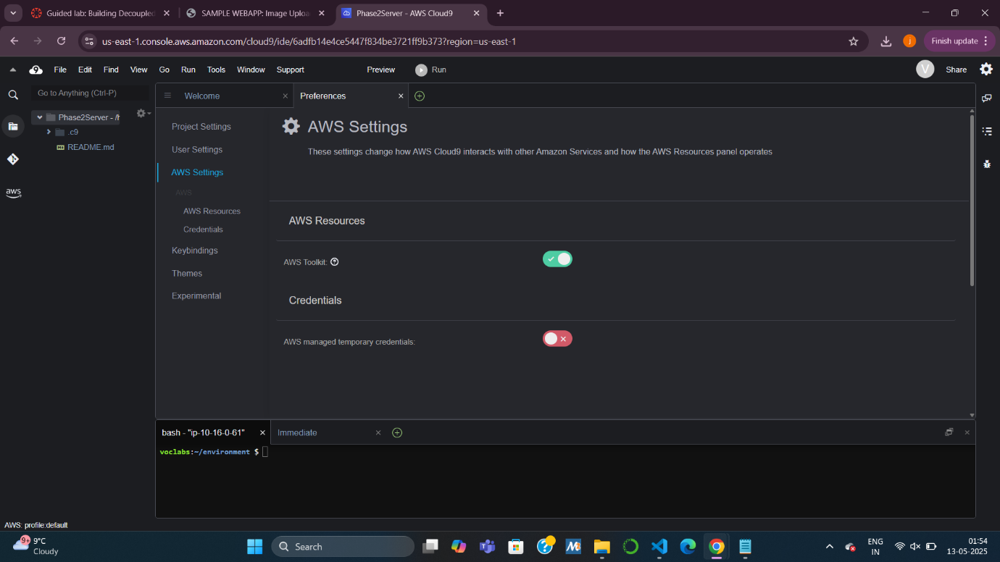 Guided lab: Building Decoupled
SAMPLE WEBAPP: Image Uploa
Phase2Server - AWS Cloud9
us-east-1.console.aws.amazon.com/cloud9/ide/6adfb14e4ce5447f834be3721ff9b373?region=us-east-1
j
Finish update
9
File Edit Find View Go Run Tools Window Support Preview Run
V
Share
Go to Anything (Ctrl-P)
Welcome
Preferences
Phase2Server - /h
.c9
README.md
aws
Project Settings
User Settings
AWS Settings
AWS
AWS Resources
Credentials
Keybindings
Themes
Experimental
AWS Settings
These settings change how AWS Cloud9 interacts with other Amazon Services and how the AWS Resources panel operates
AWS Resources
AWS Toolkit:
Credentials
AWS managed temporary credentials:
bash - "ip-10-16-0-61"
Immediate
voclabs:~/environment $
AWS: profile:default
9+
9°C
Cloudy
Search
ENG
IN
01:54
13-05-2025